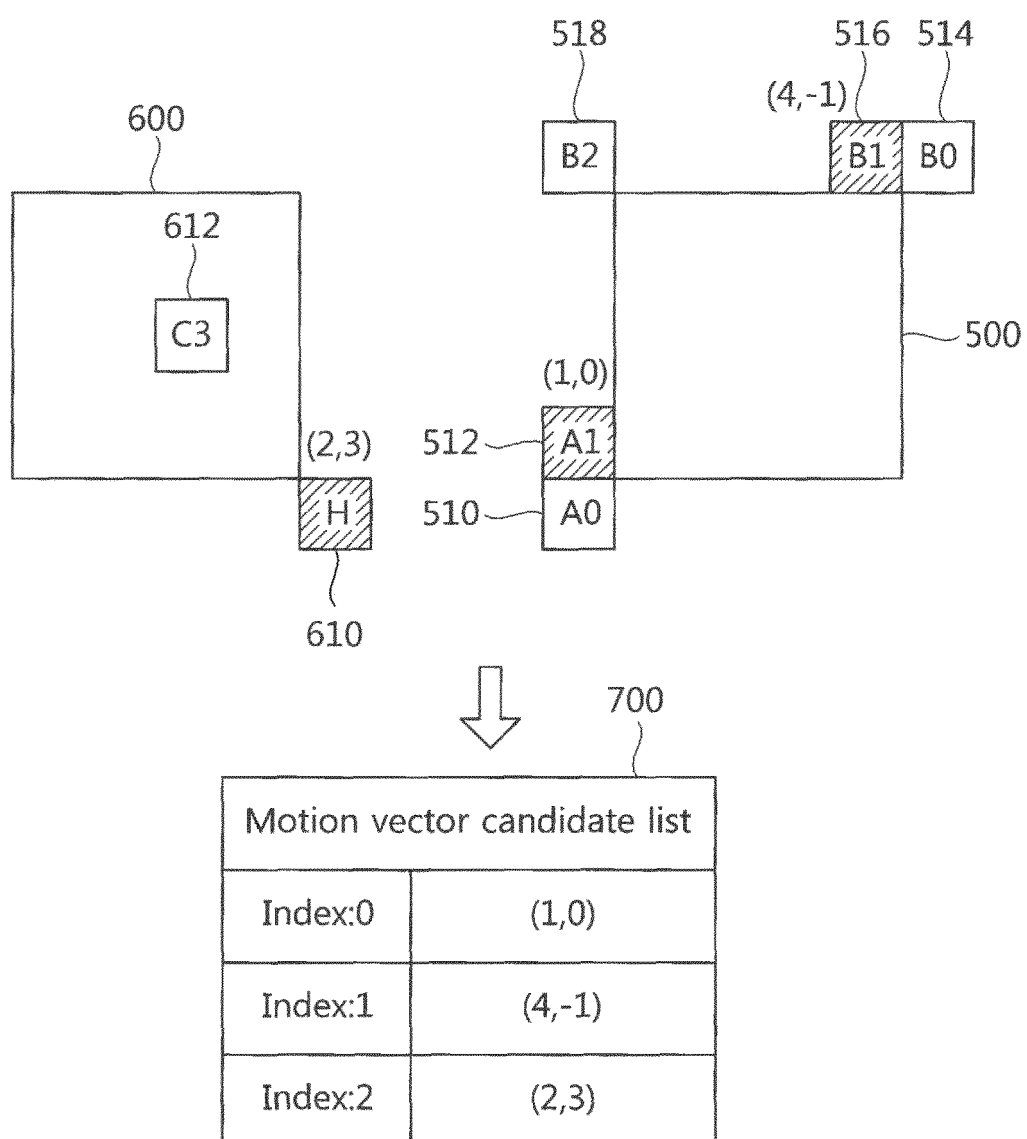 518
516
514
(4,-1)
600
B2
B1
B0
612
C3
500
(1,0)
(2,3)
512
A1
H
510
A0
610
700
Motion vector candidate list
Index:0
(1,0)
Index:1
(4,-1)
Index:2
(2,3)